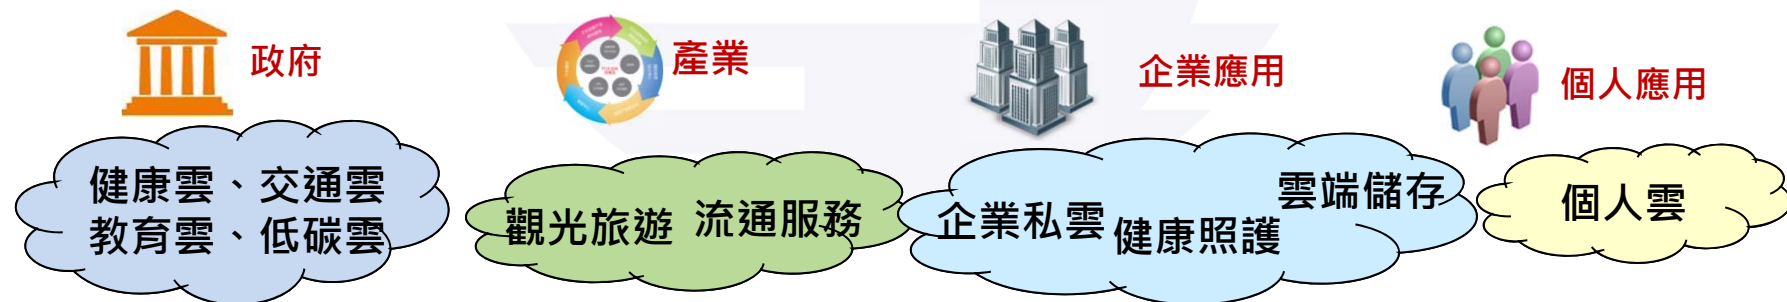 政府
健康雲、交通雲
教育雲、低碳雲
產業
觀光旅遊 流通服務
企業應用
企業私雲
健康照護
雲端儲存
個人應用
個人雲